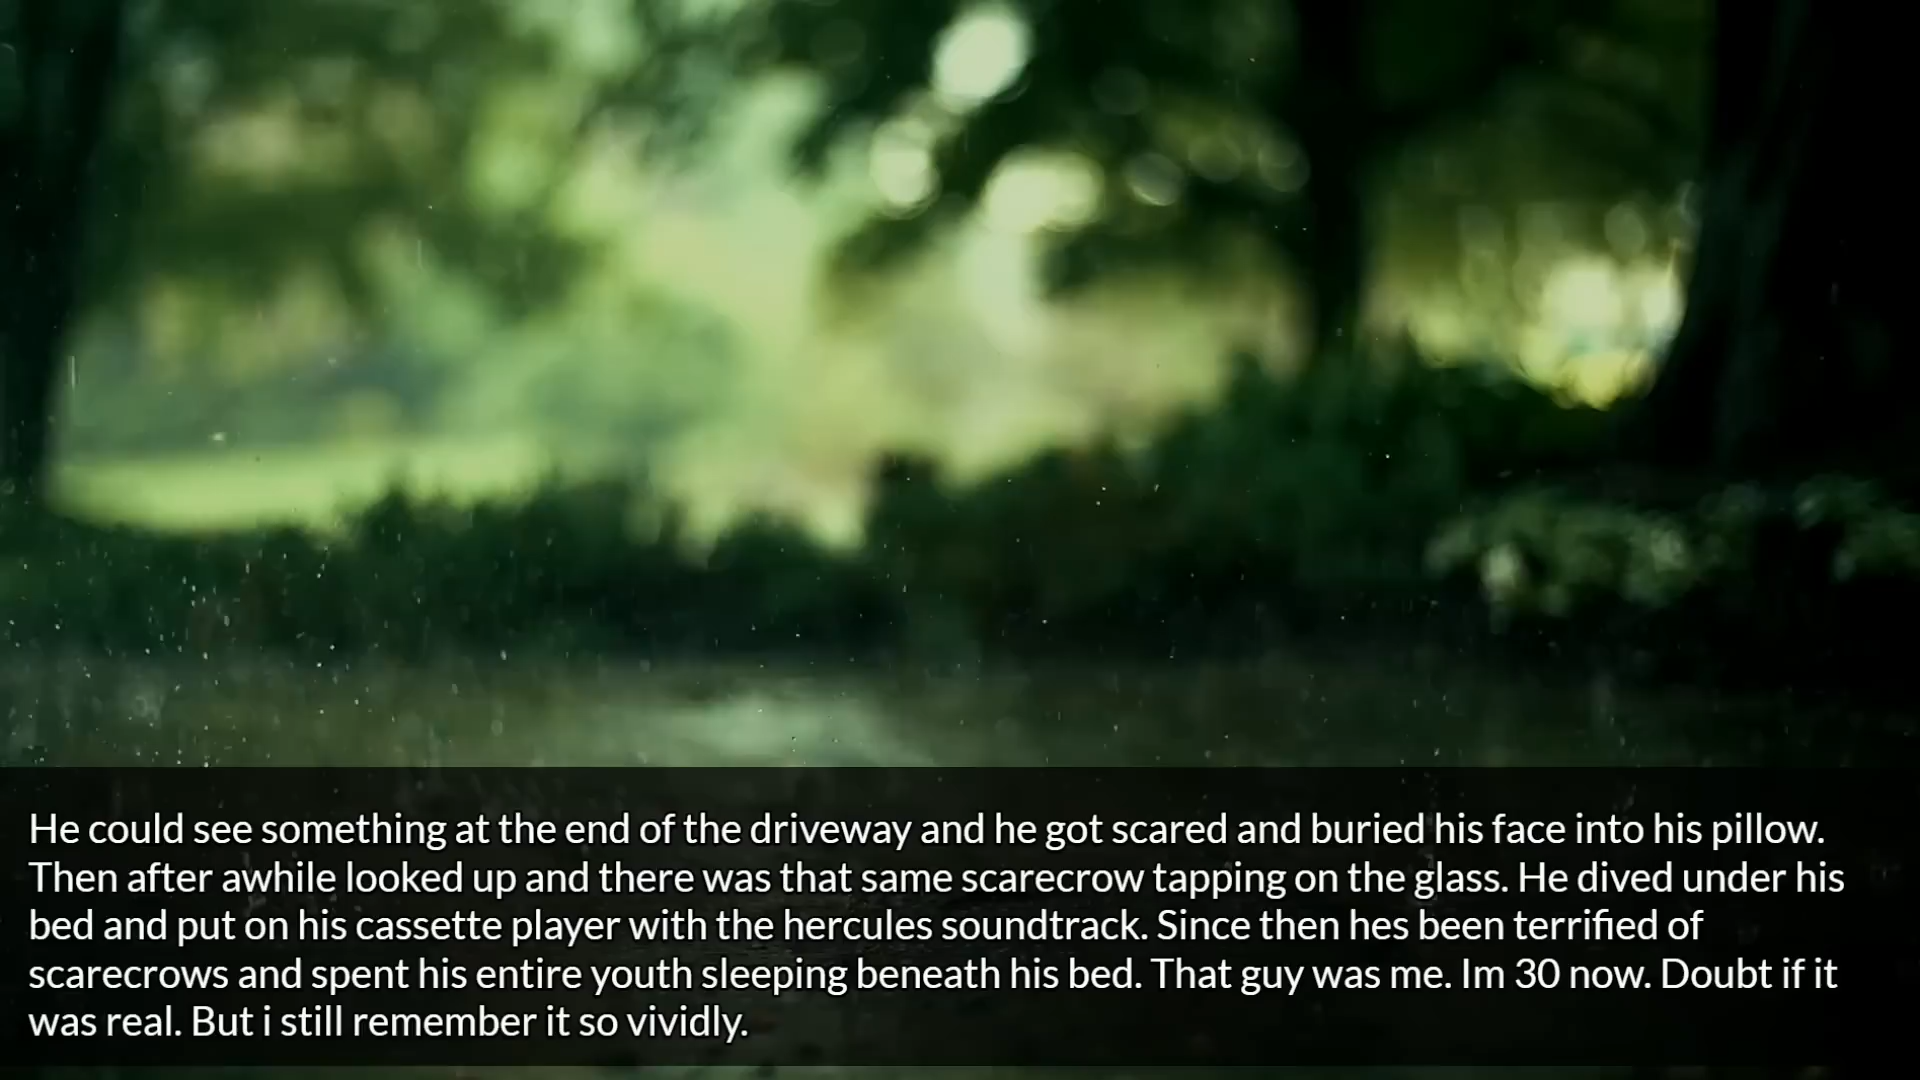 He could see something at the end of the driveway and he got scared and buried his face into his pillow.
Then after awhile looked up and there was that same scarecrow tapping on the glass. He dived under his
bed and put on his cassette player with the hercules soundtrack. Since then hes been terrified of
scarecrows and spent his entire youth sleeping beneath his bed. That guy was me. Im 30 now. Doubt if it
was real. But i still remember it so vividly.